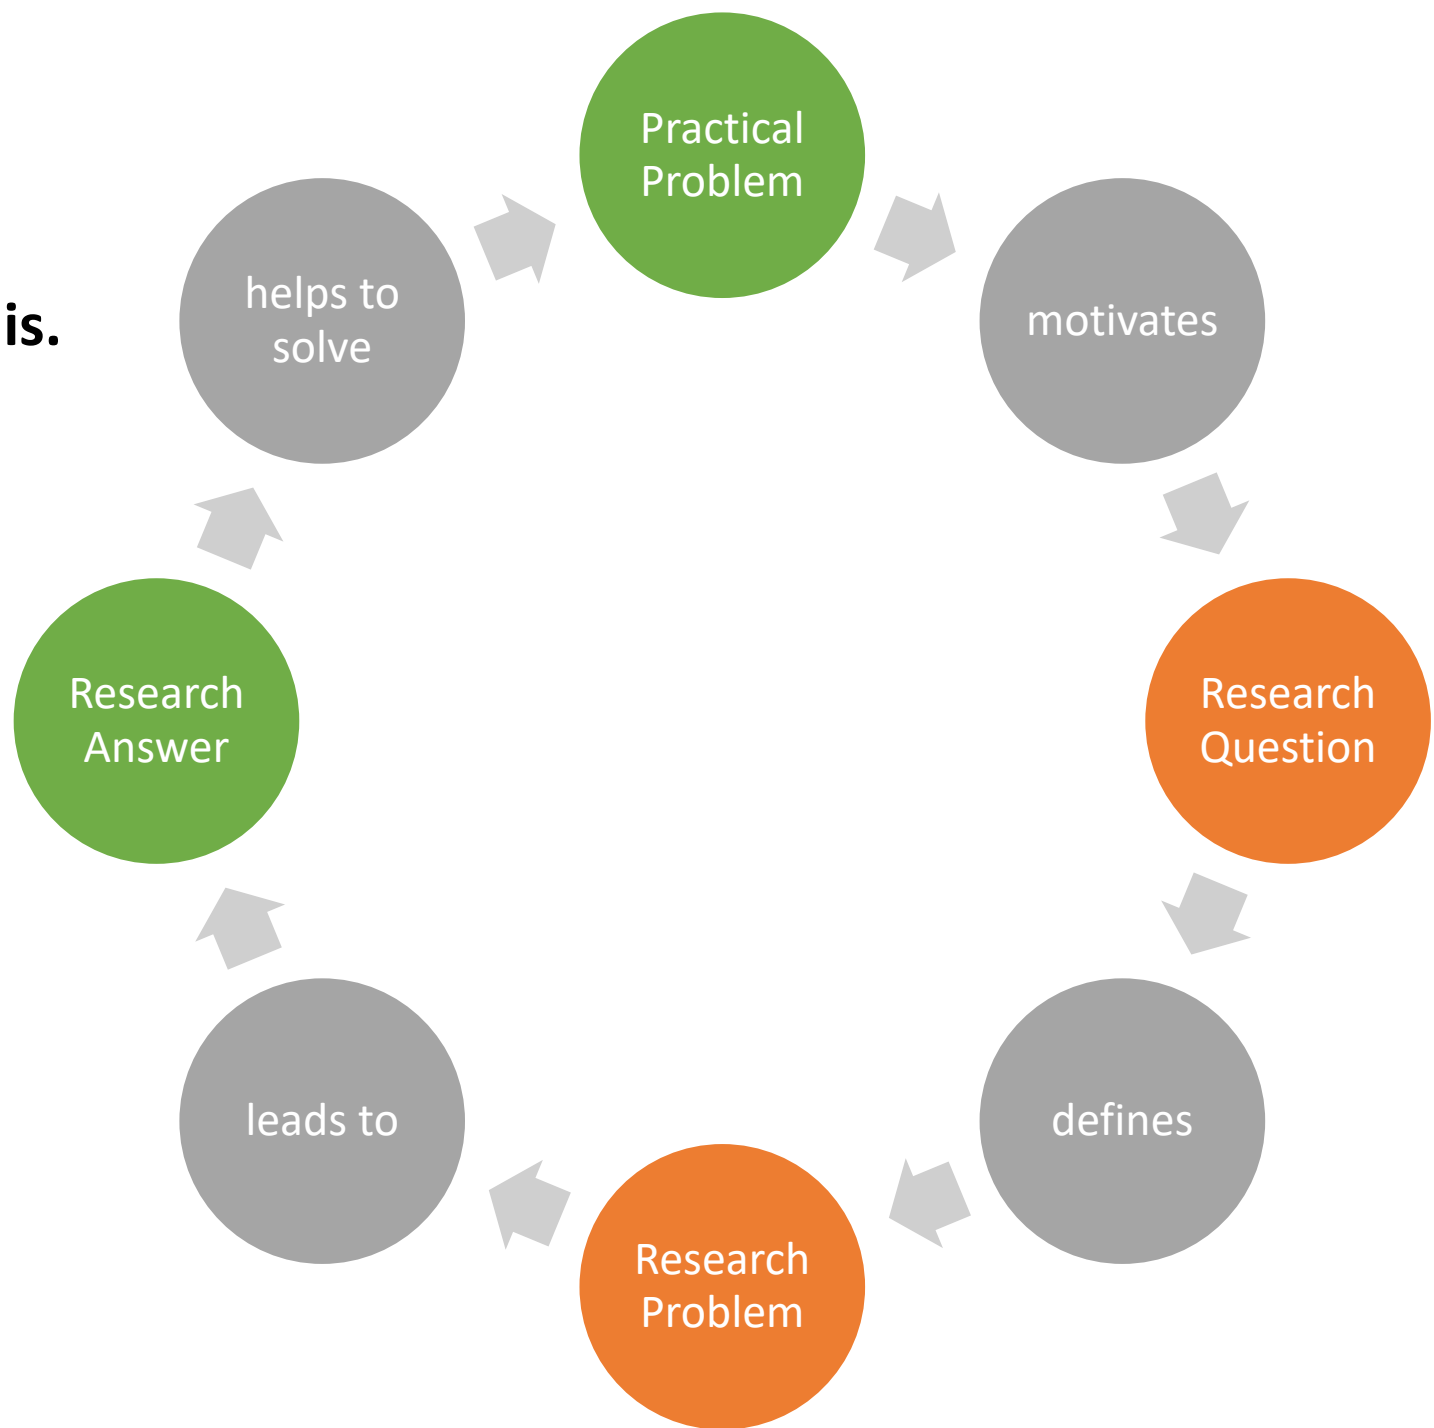 Practical
Problem
motivates
Research
Question
defines
Research
Problem
leads to
Research
Answer
helps to
solve
is.